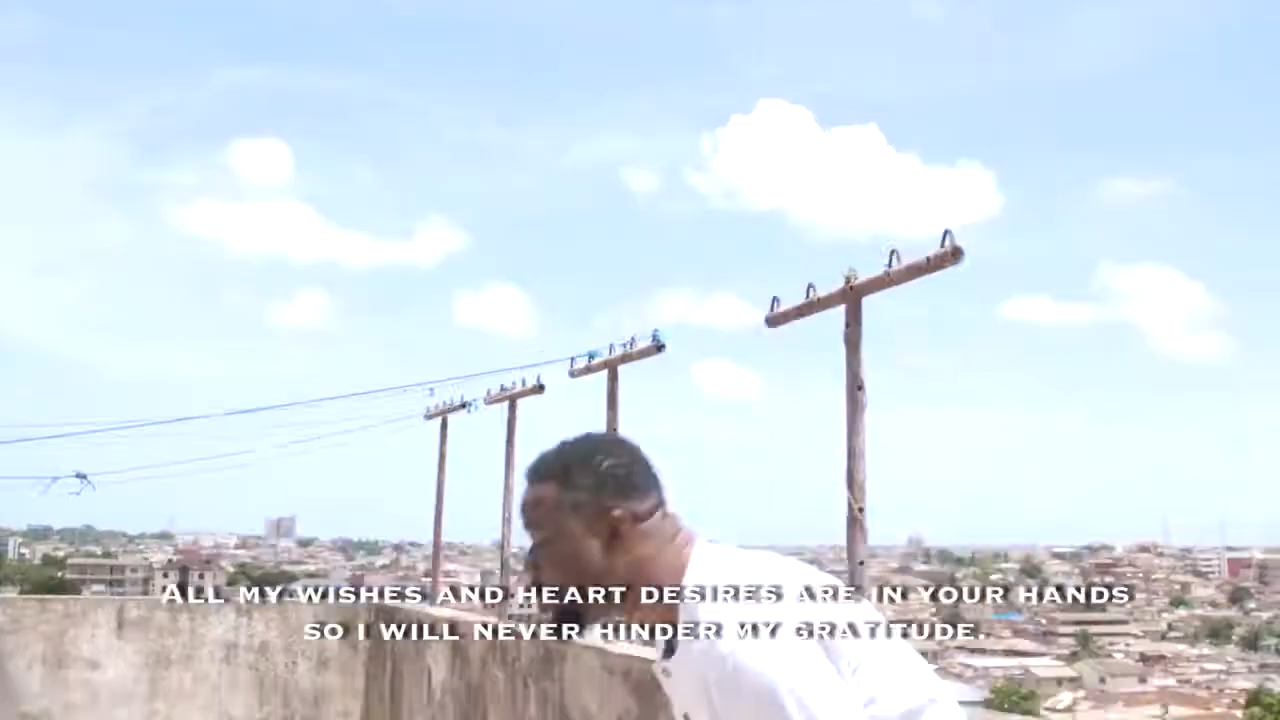 All my wishes and heart desires are in your hands
so I will never hinder my gratitude.